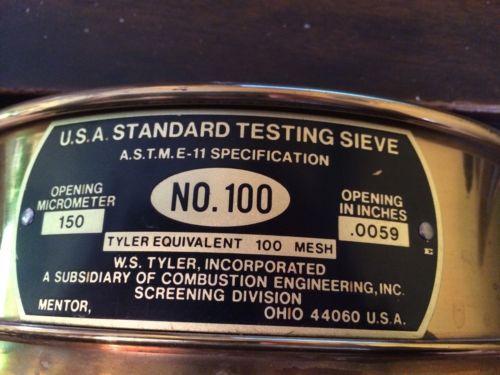 U.S.A. STANDARD TESTING SIEVE
A.S.T.M. E-11 SPECIFICATION
OPENING
MICROMETER
150
NO. 100
OPENING
IN INCHES
.0059
TYLER EQUIVALENT 100 MESH
W.S. TYLER, INCORPORATED
A SUBSIDIARY OF COMBUSTION ENGINEERING, INC.
SCREENING DIVISION
MENTOR, OHIO 44060 U.S.A.
E